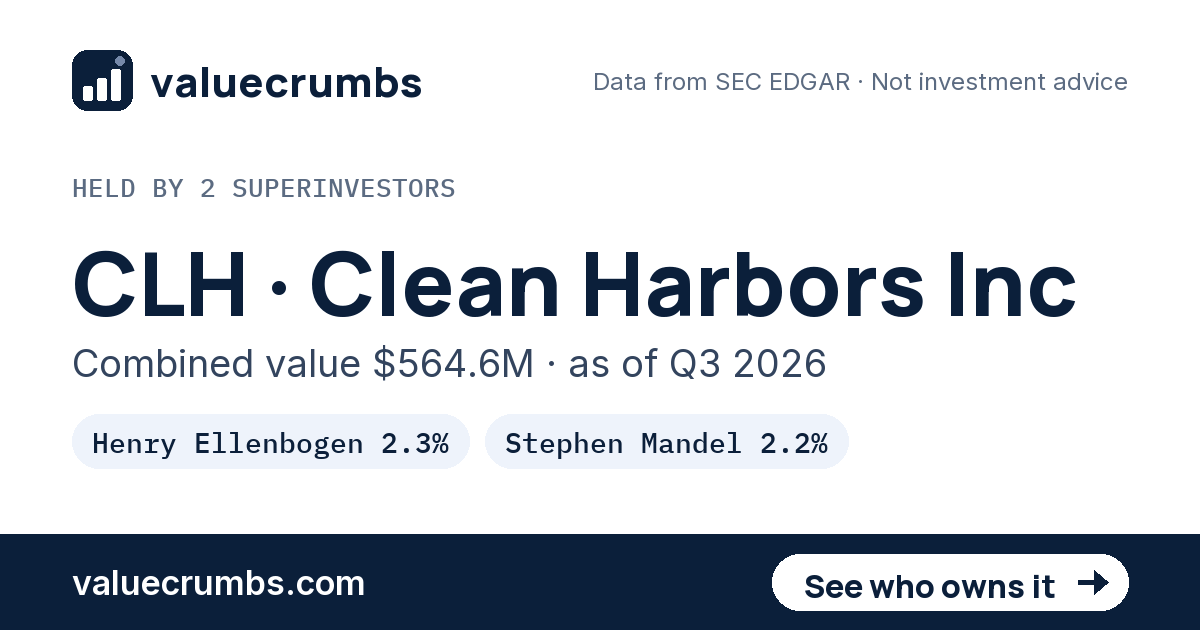 valuecrumbs
Data from SEC EDGAR · Not investment advice
HELD BY 2 SUPERINVESTORS
CLH · Clean Harbors Inc
Combined value $564.6M · as of Q3 2026
Henry Ellenbogen 2.3%
Stephen Mandel 2.2%
valuecrumbs.com
See who owns it →